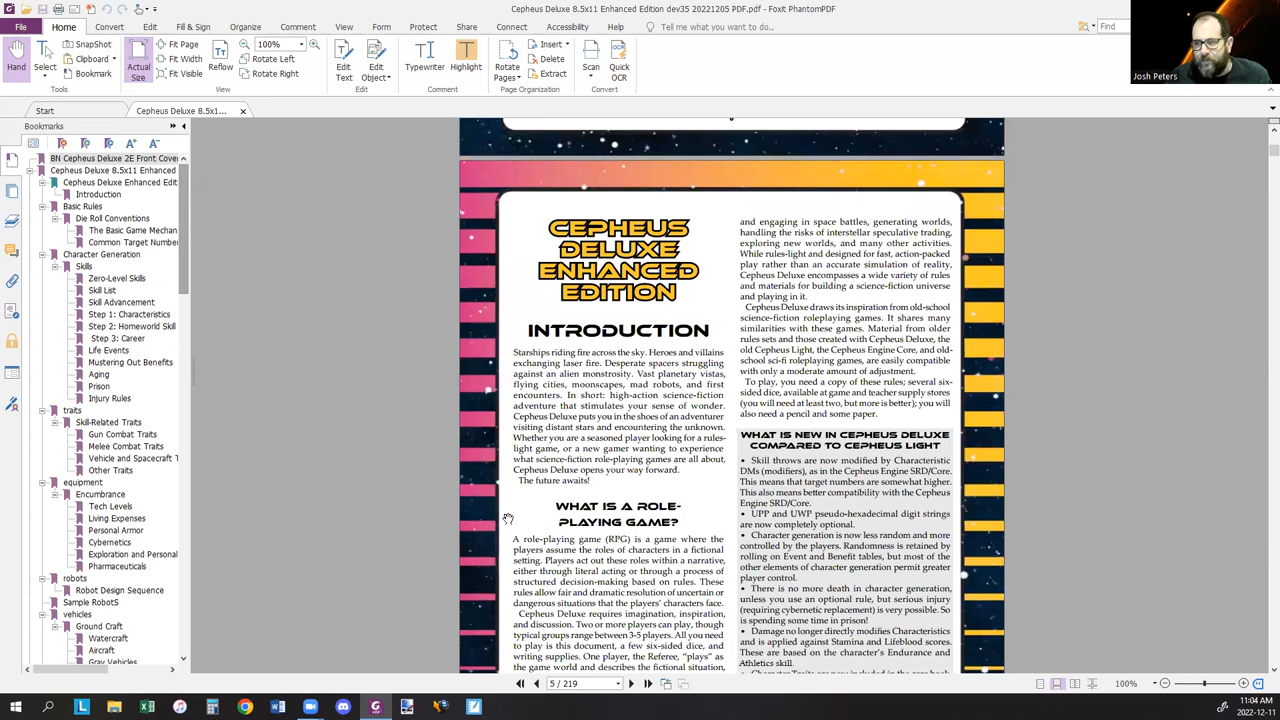 Cepheus Deluxe 8.5x11 Enhanced Edition dev35 20221205 PDF.pdf - Foxit PhantomPDF
File
Home
Convert
Edit
Fill & Sign
Organize
Comment
View
Form
Protect
Share
Connect
Accessibility
Help
Tell me what you want to do...
Find
Hand
Select
SnapShot
Clipboard
Bookmark
Actual
Size
Fit Page
Fit Width
Fit Visible
Reflow
100%
Rotate Left
Rotate Right
Edit
Text
Edit
Object
Typewriter
Highlight
Rotate
Pages
Insert
Delete
Extract
Scan
Quick
OCR
Tools
View
Edit
Comment
Page Organization
Convert
Josh Peters
Start
Cepheus Deluxe 8.5x1...
Bookmarks
BN Cepheus Deluxe 2E Front Cover
Cepheus Deluxe 8.5x11 Enhanced
Cepheus Deluxe Enhanced Edit
Introduction
Basic Rules
Die Roll Conventions
The Basic Game Mechan
Common Target Number
Character Generation
Skills
Zero-Level Skills
Skill List
Skill Advancement
Step 1: Characteristics
Step 2: Homeworld Skil
Step 3: Career
Life Events
Mustering Out Benefits
Aging
Prison
Injury Rules
traits
Skill-Related Traits
Gun Combat Traits
Melee Combat Traits
Vehicle and Spacecraft T
Other Traits
equipment
Encumbrance
Tech Levels
Living Expenses
Personal Armor
Cybernetics
Exploration and Personal
Pharmaceuticals
robots
Robot Design Sequence
Sample RobotS
vehicles
Ground Craft
Watercraft
Aircraft
Grav Vehicles
CEPHEUS
DELUXE
ENHANCED
EDITION
INTRODUCTION
Starships riding fire across the sky. Heroes and villains
exchanging laser fire. Desperate spacers struggling
against an alien monstrosity. Vast planetary vistas,
flying cities, moonscapes, mad robots, and first
encounters. In short: high-action science-fiction
adventure that stimulates your sense of wonder.
Cepheus Deluxe puts you in the shoes of an adventurer
visiting distant stars and encountering the unknown.
Whether you are a seasoned player looking for a rules-
light game, or a new gamer wanting to experience
what science-fiction role-playing games are all about,
Cepheus Deluxe opens your way forward.
The future awaits!
WHAT IS A ROLE-
PLAYING GAME?
A role-playing game (RPG) is a game where the
players assume the roles of characters in a fictional
setting. Players act out these roles within a narrative,
either through literal acting or through a process of
structured decision-making based on rules. These
rules allow fair and dramatic resolution of uncertain or
dangerous situations that the players' characters face.
Cepheus Deluxe requires imagination, inspiration,
and discussion. Two or more players can play, though
typical groups range between 3-5 players. All you need
to play is this document, a few six-sided dice, and
writing supplies. One player, the Referee, "plays" as
the game world and describes the fictional situation,
and engaging in space battles, generating worlds,
handling the risks of interstellar speculative trading,
exploring new worlds, and many other activities.
While rules-light and designed for fast, action-packed
play rather than an accurate simulation of reality,
Cepheus Deluxe encompasses a wide variety of rules
and materials for building a science-fiction universe
and playing in it.
Cepheus Deluxe draws its inspiration from old-school
science-fiction roleplaying games. It shares many
similarities with these games. Material from older
rules sets and those created with Cepheus Deluxe, the
old Cepheus Light, the Cepheus Engine Core, and old-
school sci-fi roleplaying games, are easily compatible
with only a moderate amount of adjustment.
To play, you need a copy of these rules; several six-
sided dice, available at game and teacher supply stores
(you will need at least two, but more is better); you will
also need a pencil and some paper.
WHAT IS NEW IN CEPHEUS DELUXE
COMPARED TO CEPHEUS LIGHT
• Skill throws are now modified by Characteristic
DMs (modifiers), as in the Cepheus Engine SRD/Core.
This means that target numbers are somewhat higher.
This also means better compatibility with the Cepheus
Engine SRD/Core.
• UPP and UWP pseudo-hexadecimal digit strings
are now completely optional.
• Character generation is now less random and more
controlled by the players. Randomness is retained by
rolling on Event and Benefit tables, but most of the
other elements of character generation permit greater
player control.
• There is no more death in character generation,
unless you use an optional rule, but serious injury
(requiring cybernetic replacement) is very possible. So
is spending some time in prison!
• Damage no longer directly modifies Characteristics
and is applied against Stamina and Lifeblood scores.
These are based on the character's Endurance and
Athletics skill.
5 / 219
100%
11:04 AM
2022-12-11